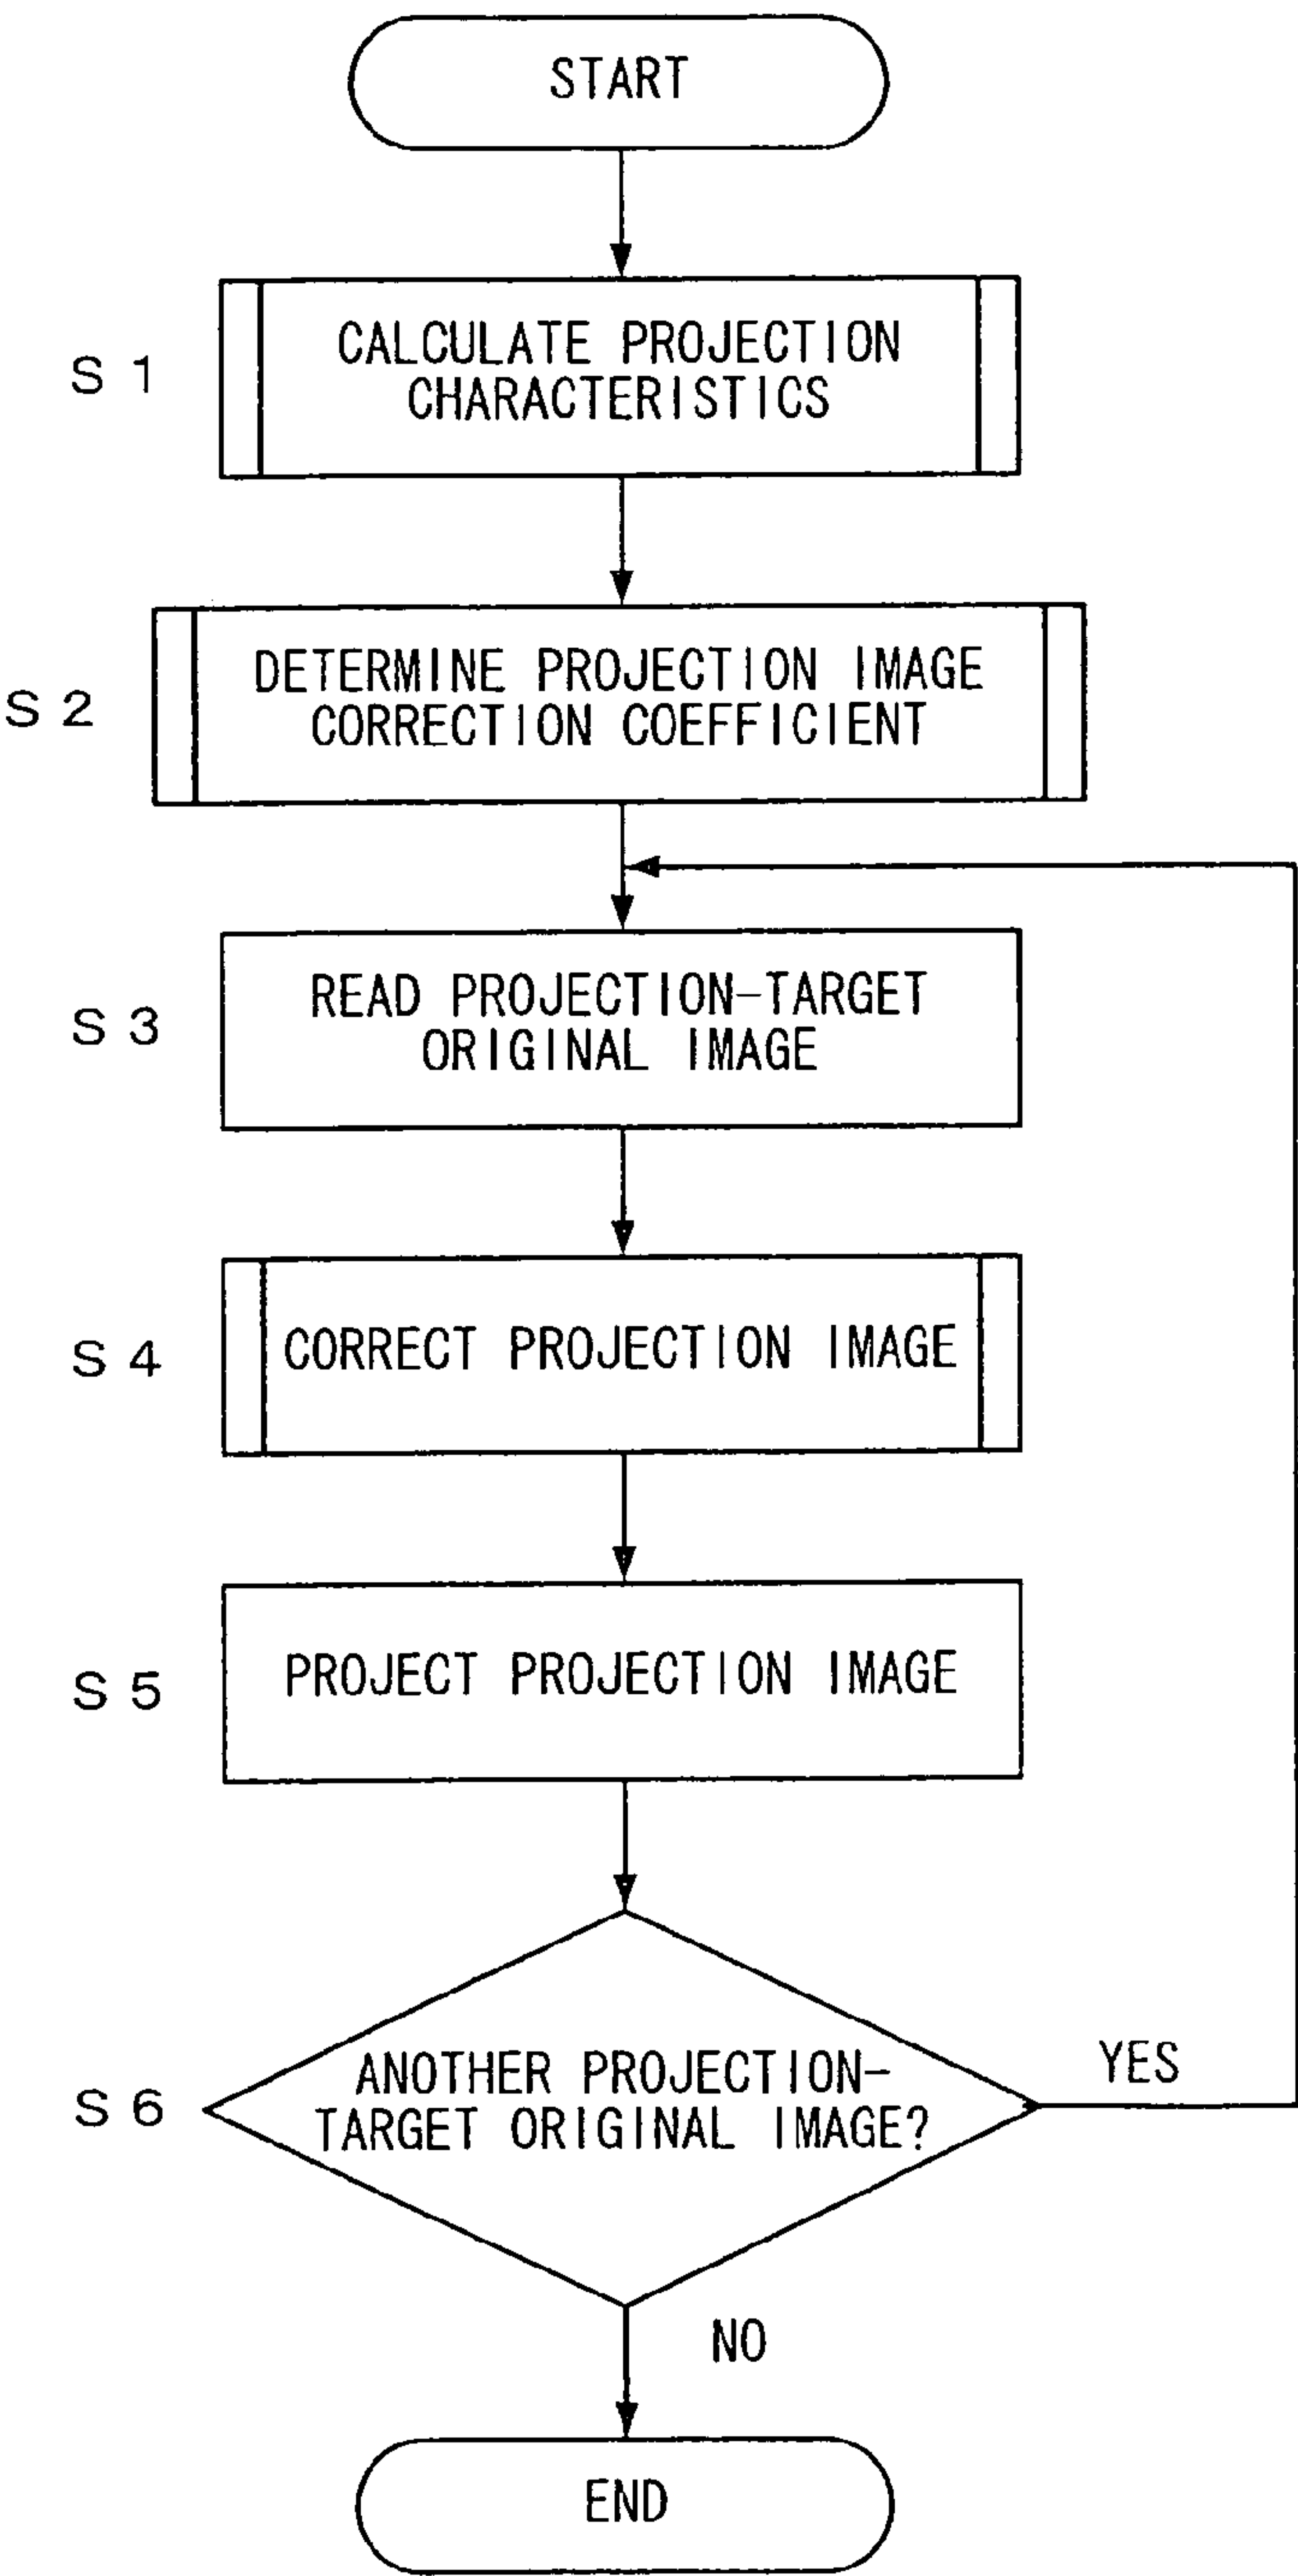 START
S 1
CALCULATE PROJECTION
CHARACTERISTICS
S 2
DETERMINE PROJECTION IMAGE
CORRECTION COEFFICIENT
S 3
READ PROJECTION-TARGET
ORIGINAL IMAGE
S 4
CORRECT PROJECTION IMAGE
S 5
PROJECT PROJECTION IMAGE
S 6
ANOTHER PROJECTION-
TARGET ORIGINAL IMAGE?
YES
NO
END